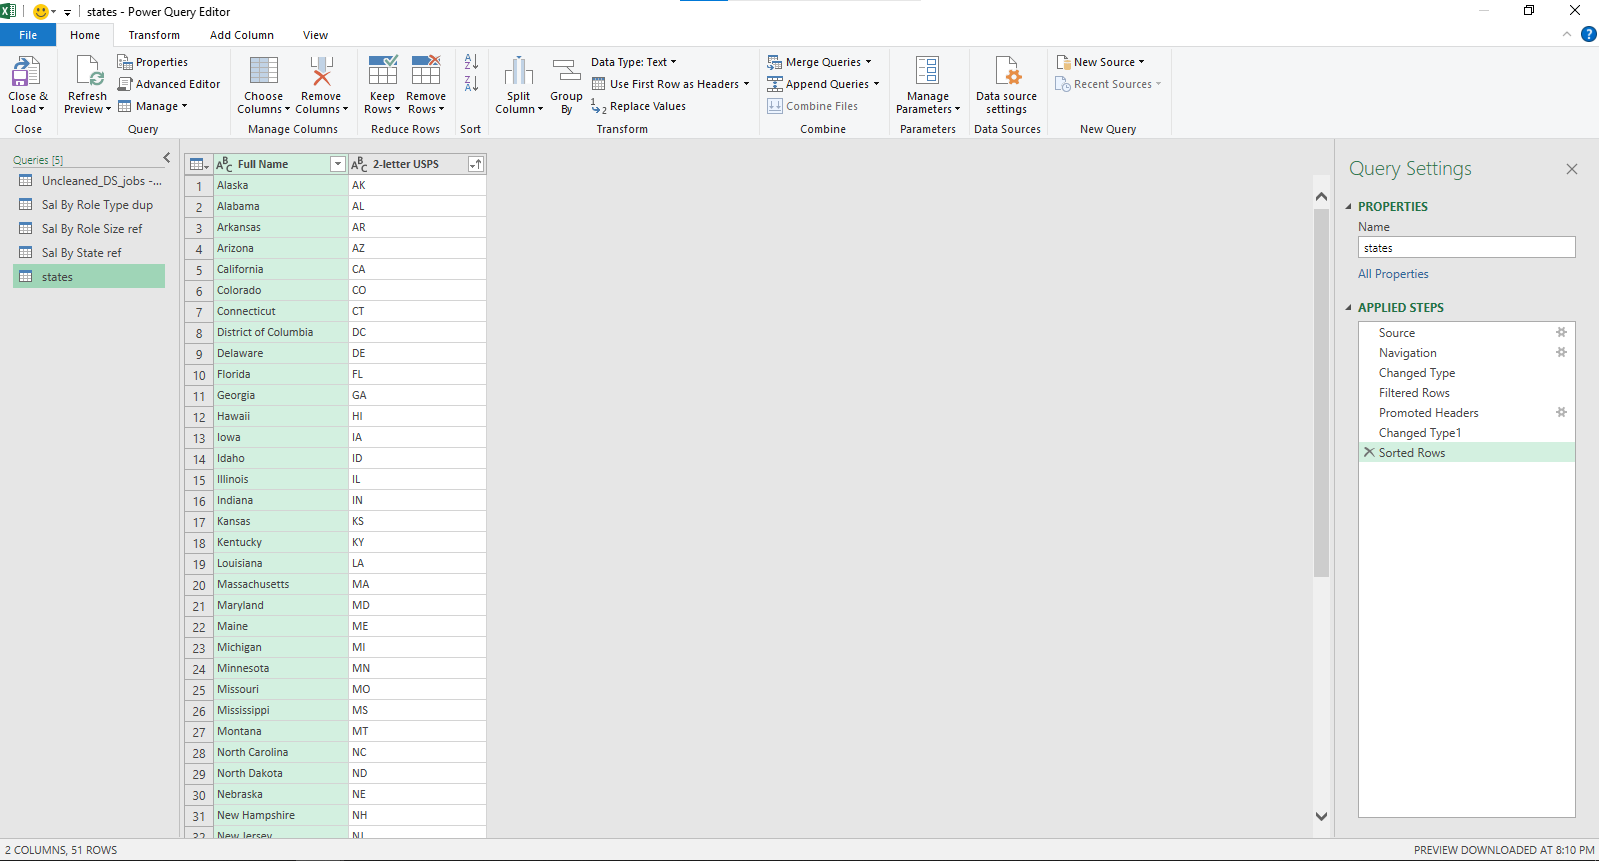 states - Power Query Editor
File Home Transform Add Column View
Close & Load
Close
Refresh Preview
Properties
Advanced Editor
Manage
Query
Choose Columns
Remove Columns
Manage Columns
Keep Rows
Remove Rows
Reduce Rows
Sort
Split Column
Group By
Data Type: Text
Use First Row as Headers
Replace Values
Transform
Merge Queries
Append Queries
Combine Files
Combine
Manage Parameters
Parameters
Data source settings
Data Sources
New Source
Recent Sources
New Query
Queries [5]
Uncleaned_DS_jobs -...
Sal By Role Type dup
Sal By Role Size ref
Sal By State ref
states
Full Name 2-letter USPS
1 Alaska AK
2 Alabama AL
3 Arkansas AR
4 Arizona AZ
5 California CA
6 Colorado CO
7 Connecticut CT
8 District of Columbia DC
9 Delaware DE
10 Florida FL
11 Georgia GA
12 Hawaii HI
13 Iowa IA
14 Idaho ID
15 Illinois IL
16 Indiana IN
17 Kansas KS
18 Kentucky KY
19 Louisiana LA
20 Massachusetts MA
21 Maryland MD
22 Maine ME
23 Michigan MI
24 Minnesota MN
25 Missouri MO
26 Mississippi MS
27 Montana MT
28 North Carolina NC
29 North Dakota ND
30 Nebraska NE
31 New Hampshire NH
32 New Jersey NJ
Query Settings
PROPERTIES
Name
states
All Properties
APPLIED STEPS
Source
Navigation
Changed Type
Filtered Rows
Promoted Headers
Changed Type1
Sorted Rows
2 COLUMNS, 51 ROWS
PREVIEW DOWNLOADED AT 8:10 PM